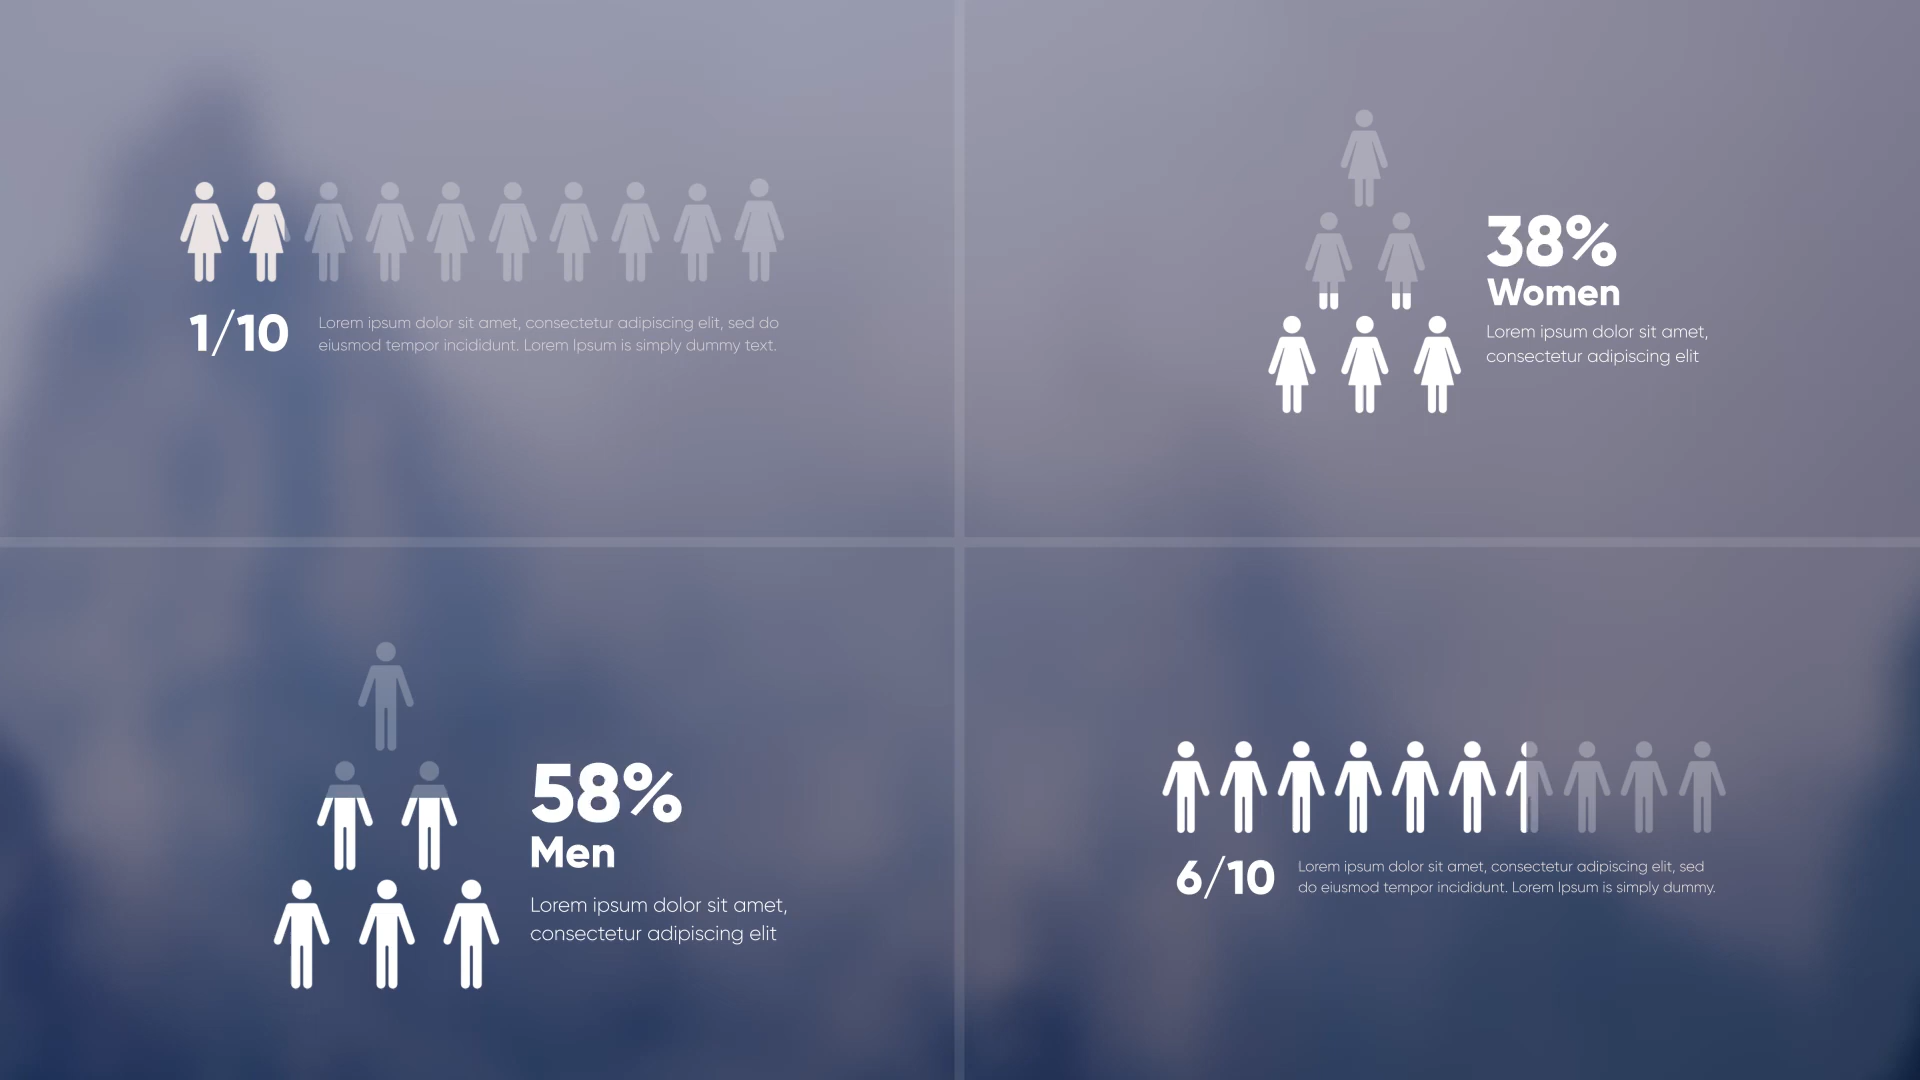 1/10
Lorem ipsum dolor sit amet, consectetur adipiscing elit, sed do
eiusmod tempor incididunt. Lorem Ipsum is simply dummy text.
38%
Women
Lorem ipsum dolor sit amet,
consectetur adipiscing elit
58%
Men
Lorem ipsum dolor sit amet,
consectetur adipiscing elit
6/10
Lorem ipsum dolor sit amet, consectetur adipiscing elit, sed
do eiusmod tempor incididunt. Lorem Ipsum is simply dummy.